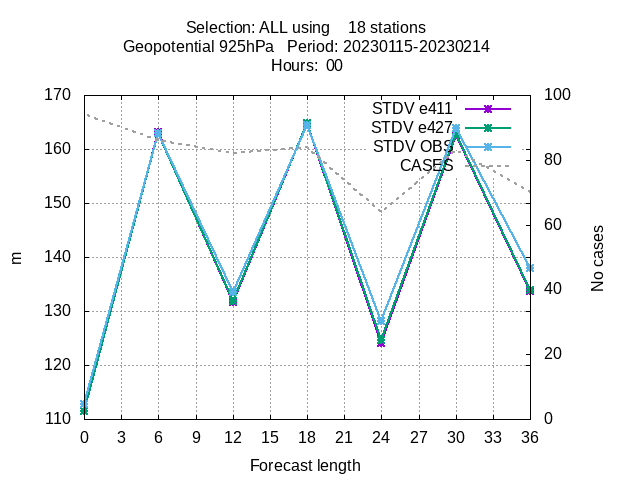 Selection: ALL using    18 stations
Geopotential 925hPa   Period: 20230115-20230214
Hours:  00
STDV e411
STDV e427
STDV OBS
CASES
170
160
150
140
130
120
110
100
80
60
40
20
0
m
No cases
0 3 6 9 12 15 18 21 24 27 30 33 36
Forecast length